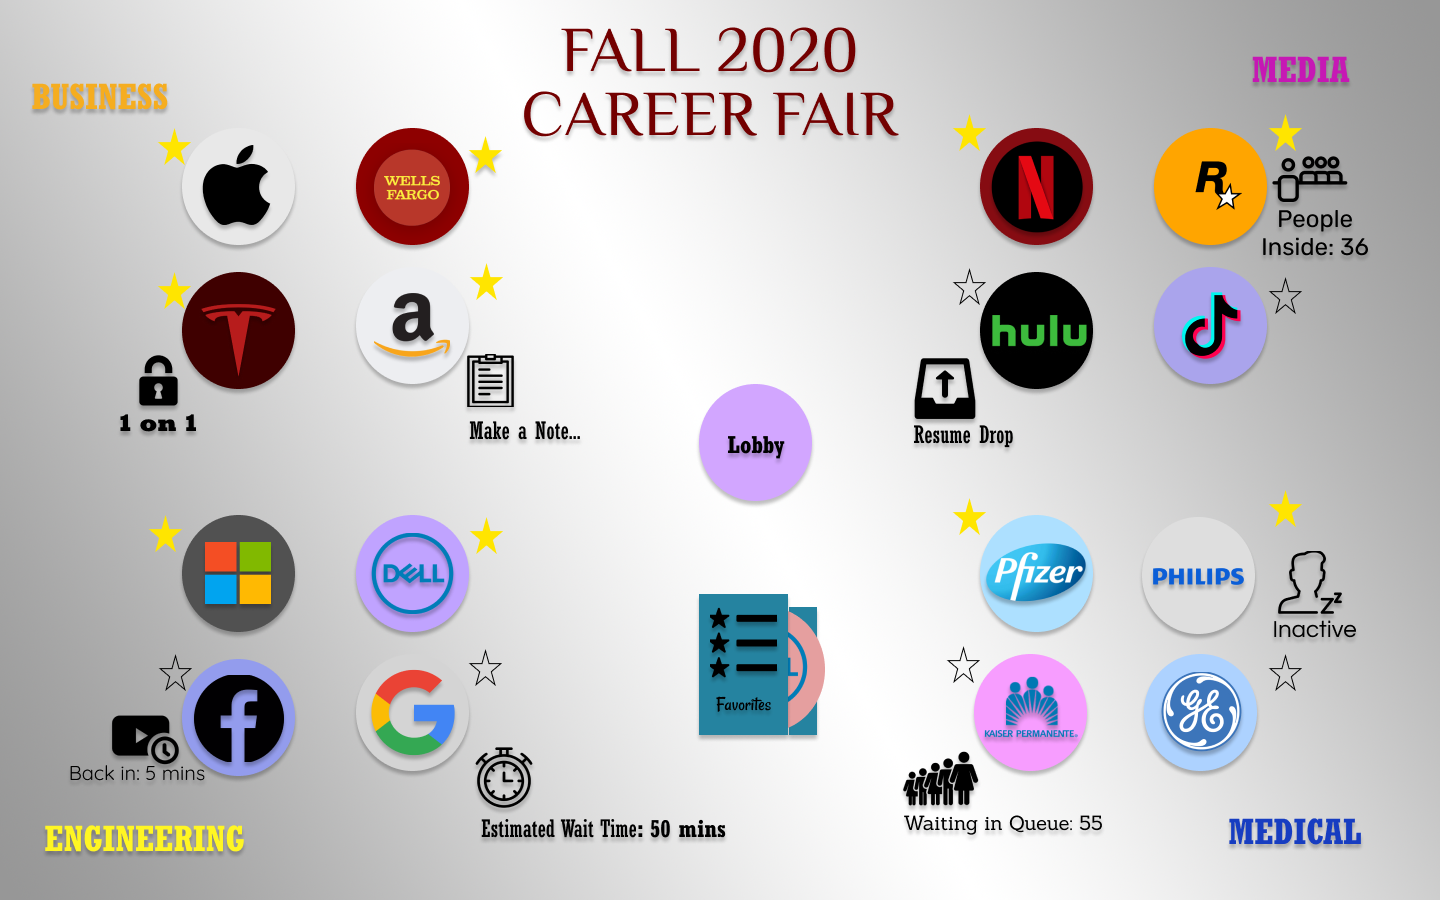 FALL 2020
CAREER FAIR
BUSINESS
MEDIA
WELLS
FARGO
N
R
People
Inside: 36
a
hulu
1 on 1
Make a Note...
Resume Drop
Lobby
DELL
Pfizer
PHILIPS
Inactive
Favorites
f
Back in: 5 mins
G
Estimated Wait Time: 50 mins
KAISER PERMANENTE.
GE
Waiting in Queue: 55
ENGINEERING
MEDICAL